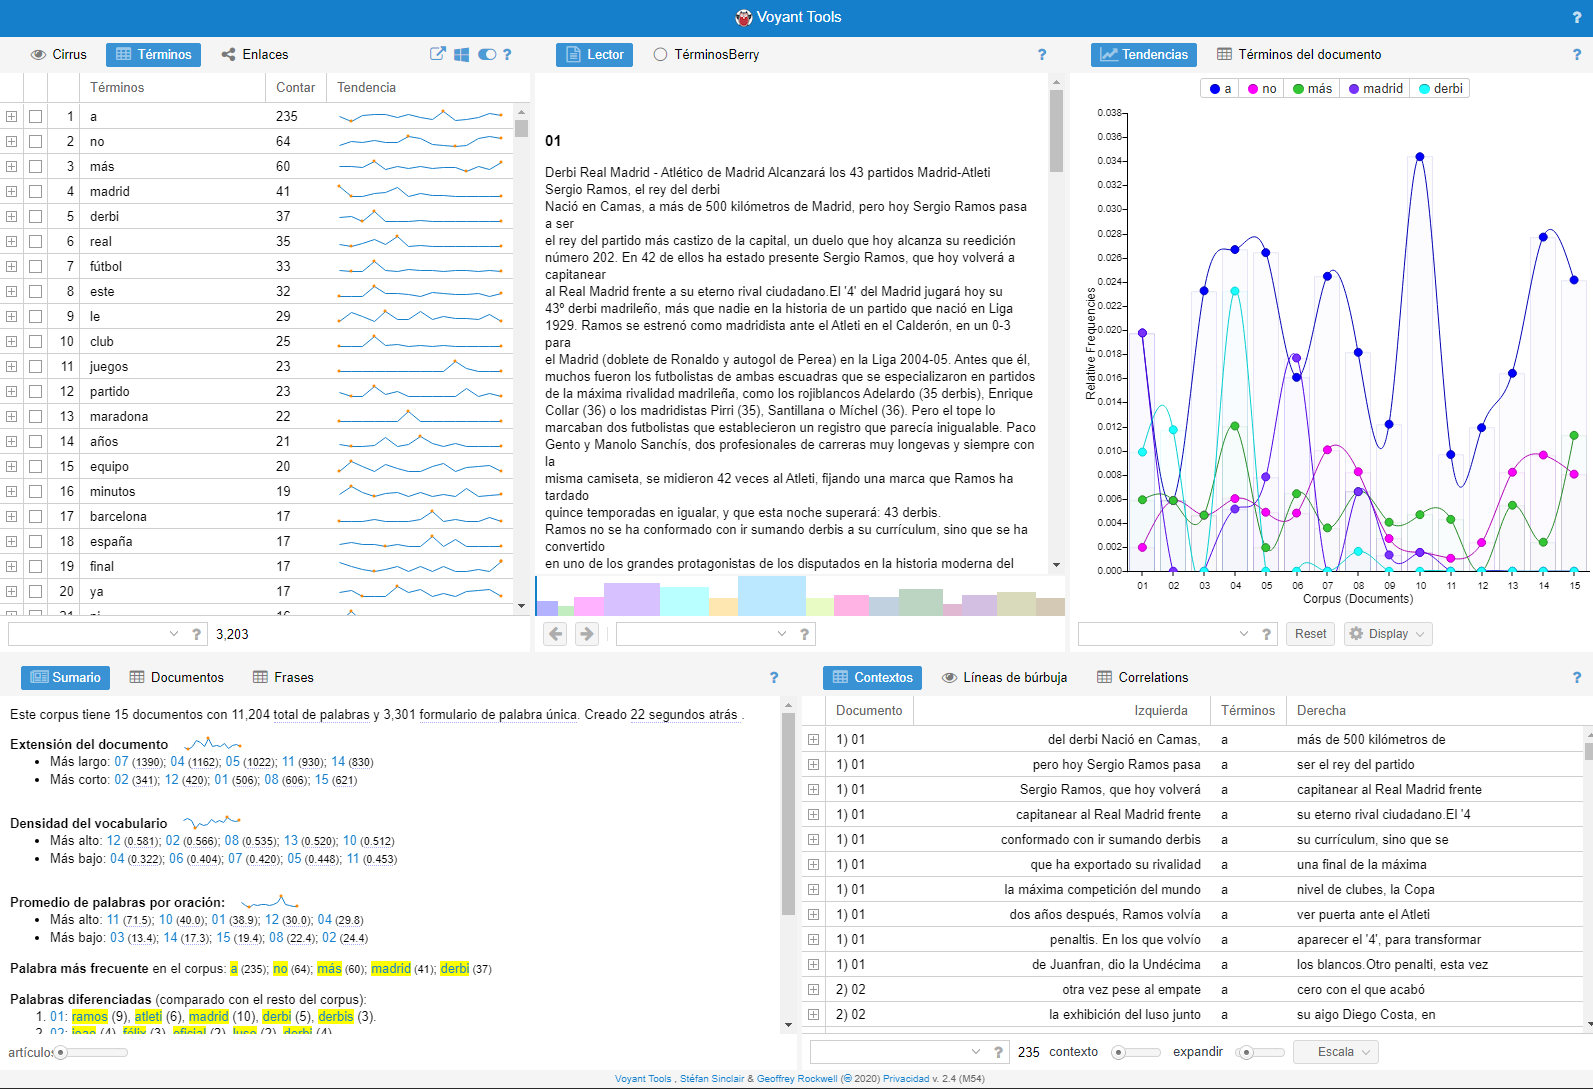 Voyant Tools
?
Cirrus
Términos
Enlaces
?
Términos Contar Tendencia
1 a 235
2 no 64
3 más 60
4 madrid 41
5 derbi 37
6 real 35
7 fútbol 33
8 este 32
9 le 29
10 club 25
11 juegos 23
12 partido 23
13 maradona 22
14 años 21
15 equipo 20
16 minutos 19
17 barcelona 17
18 españa 17
19 final 17
20 ya 17
? 3,203
Lector
TérminosBerry
?
01
Derbi Real Madrid - Atlético de Madrid Alcanzará los 43 partidos Madrid-Atleti
Sergio Ramos, el rey del derbi
Nació en Camas, a más de 500 kilómetros de Madrid, pero hoy Sergio Ramos pasa
a ser
el rey del partido más castizo de la capital, un duelo que hoy alcanza su reedición
número 202. En 42 de ellos ha estado presente Sergio Ramos, que hoy volverá a
capitanear
al Real Madrid frente a su eterno rival ciudadano.El '4' del Madrid jugará hoy su
43º derbi madrileño, más que nadie en la historia de un partido que nació en Liga
1929. Ramos se estrenó como madridista ante el Atleti en el Calderón, en un 0-3
para
el Madrid (doblete de Ronaldo y autogol de Perea) en la Liga 2004-05. Antes que él,
muchos fueron los futbolistas de ambas escuadras que se especializaron en partidos
de la máxima rivalidad madrileña, como los rojiblancos Adelardo (35 derbis), Enrique
Collar (36) o los madridistas Pirri (35), Santillana o Míchel (36). Pero el tope lo
marcaban dos futbolistas que establecieron un registro que parecía inigualable. Paco
Gento y Manolo Sanchís, dos profesionales de carreras muy longevas y siempre con
la
misma camiseta, se midieron 42 veces al Atleti, fijando una marca que Ramos ha
tardado
quince temporadas en igualar, y que esta noche superará: 43 derbis.
Ramos no se ha conformado con ir sumando derbis a su currículum, sino que se ha
convertido
en uno de los grandes protagonistas de los disputados en la historia moderna del
?
Tendencias
Términos del documento
?
a no más madrid derbi
0.038
0.036
0.034
0.032
0.030
0.028
0.026
0.024
0.022
0.020
0.018
0.016
0.014
0.012
0.010
0.008
0.006
0.004
0.002
0.000
Relative Frequencies
01 02 03 04 05 06 07 08 09 10 11 12 13 14 15
Corpus (Documents)
? Reset Display
Sumario
Documentos
Frases
?
Este corpus tiene 15 documentos con 11,204 total de palabras y 3,301 formulario de palabra única. Creado 22 segundos atrás .
Extensión del documento
• Más largo: 07 (1390); 04 (1162); 05 (1022); 11 (930); 14 (830)
• Más corto: 02 (341); 12 (420); 01 (506); 08 (606); 15 (621)
Densidad del vocabulario
• Más alto: 12 (0.581); 02 (0.566); 08 (0.535); 13 (0.520); 10 (0.512)
• Más bajo: 04 (0.322); 06 (0.404); 07 (0.420); 05 (0.448); 11 (0.453)
Promedio de palabras por oración:
• Más alto: 11 (71.5); 10 (40.0); 01 (38.9); 12 (30.0); 04 (29.8)
• Más bajo: 03 (13.4); 14 (17.3); 15 (19.4); 08 (22.4); 02 (24.4)
Palabra más frecuente en el corpus: a (235); no (64); más (60); madrid (41); derbi (37)
Palabras diferenciadas (comparado con el resto del corpus):
1. 01: ramos (9), atleti (6), madrid (10), derbi (5), derbis (3).
2. 02: joao (4), félix (3), oficial (2), luso (2), derbi (4)
artículos
Contextos
Líneas de búrbuja
Correlations
?
Documento Izquierda Términos Derecha
1) 01 del derbi Nació en Camas, a más de 500 kilómetros de
1) 01 pero hoy Sergio Ramos pasa a ser el rey del partido
1) 01 Sergio Ramos, que hoy volverá a capitanear al Real Madrid frente
1) 01 capitanear al Real Madrid frente a su eterno rival ciudadano.El '4
1) 01 conformado con ir sumando derbis a su currículum, sino que se
1) 01 que ha exportado su rivalidad a una final de la máxima
1) 01 la máxima competición del mundo a nivel de clubes, la Copa
1) 01 dos años después, Ramos volvía a ver puerta ante el Atleti
1) 01 penaltis. En los que volvío a aparecer el '4', para transformar
1) 01 de Juanfran, dio la Undécima a los blancos.Otro penalti, esta vez
2) 02 otra vez pese al empate a cero con el que acabó
2) 02 la exhibición del luso junto a su aigo Diego Costa, en
? 235 contexto expandir Escala
Voyant Tools , Stéfan Sinclair & Geoffrey Rockwell (© 2020) Privacidad v. 2.4 (M54)